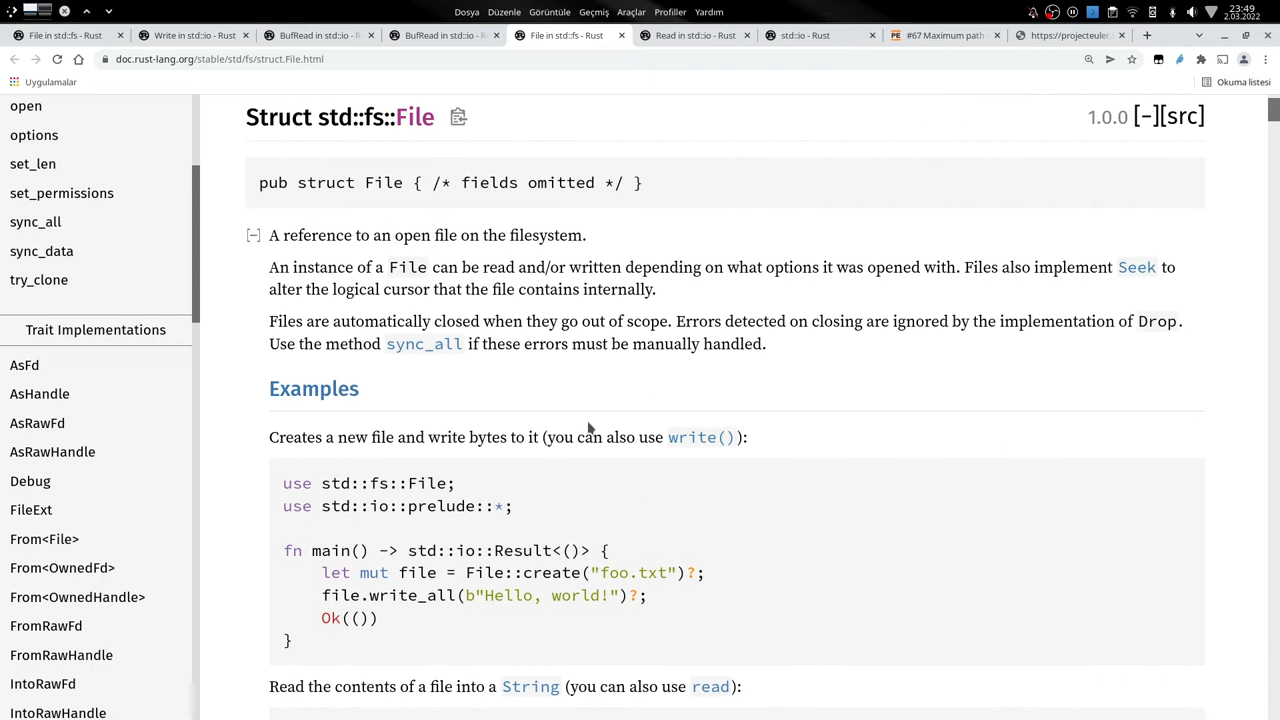 Dosya Düzenle Görüntüle Geçmiş Araçlar Profiller Yardım
23:49
2.03.2022
File in std::fs - Rust
Write in std::io - Rust
BufRead in std::io - R
BufRead in std::io - Rust
File in std::fs - Rust
Read in std::io - Rust
std::io - Rust
#67 Maximum path
https://projecteuler
doc.rust-lang.org/stable/std/fs/struct.File.html
Uygulamalar
Okuma listesi
open
options
set_len
set_permissions
sync_all
sync_data
try_clone
Trait Implementations
AsFd
AsHandle
AsRawFd
AsRawHandle
Debug
FileExt
From<File>
From<OwnedFd>
From<OwnedHandle>
FromRawFd
FromRawHandle
IntoRawFd
IntoRawHandle
Struct std::fs::File
1.0.0 [-][src]
pub struct File { /* fields omitted */ }
[-] A reference to an open file on the filesystem.
An instance of a File can be read and/or written depending on what options it was opened with. Files also implement Seek to
alter the logical cursor that the file contains internally.
Files are automatically closed when they go out of scope. Errors detected on closing are ignored by the implementation of Drop.
Use the method sync_all if these errors must be manually handled.
Examples
Creates a new file and write bytes to it (you can also use write()):
use std::fs::File;
use std::io::prelude::*;
fn main() -> std::io::Result<()> {
let mut file = File::create("foo.txt")?;
file.write_all(b"Hello, world!")?;
Ok(())
}
Read the contents of a file into a String (you can also use read):